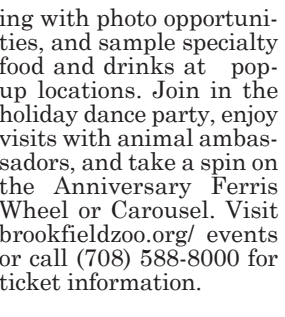 ing with photo opportuni-
ties, and sample specialty
food and drinks at pop-
up locations. Join in the
holiday dance party, enjoy
visits with animal ambas-
sadors, and take a spin on
the Anniversary Ferris
Wheel or Carousel. Visit
brookfieldzoo.org/ events
or call (708) 588-8000 for
ticket information.